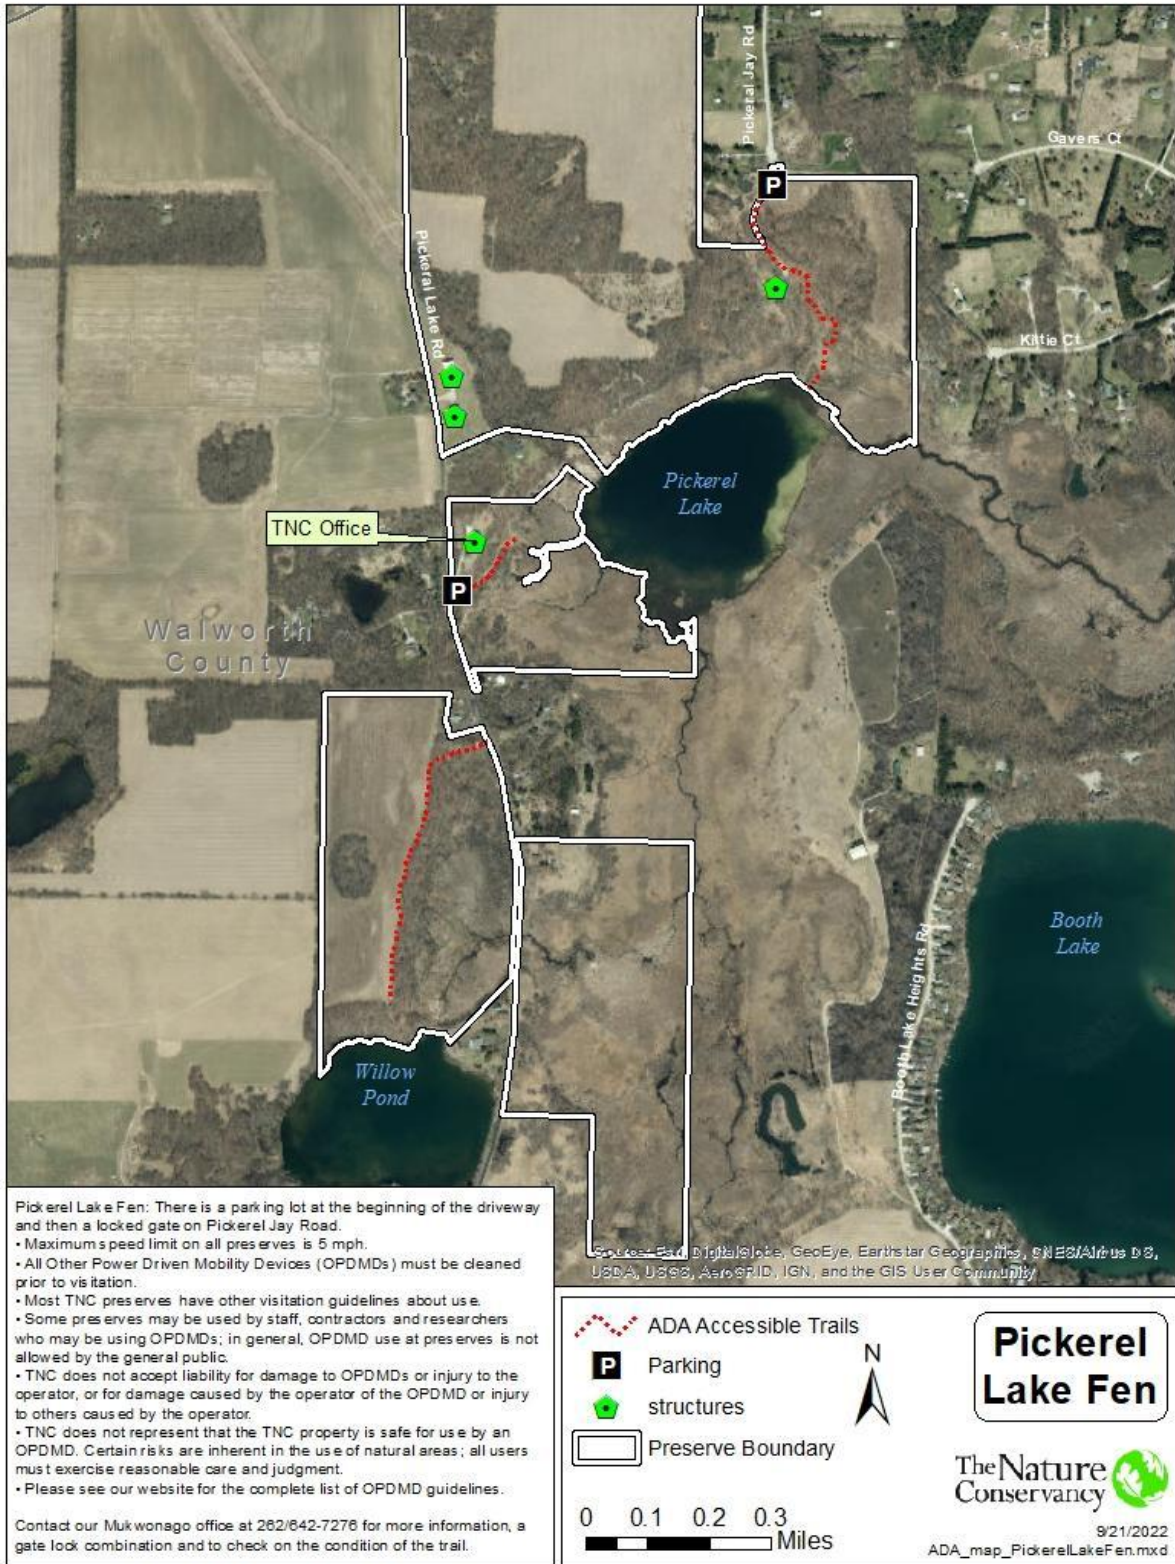 Pickeral Jay Rd
Gavers Ct
P
Pickeral Lake Rd
Kittie Ct
Pickerel
Lake
TNC Office
P
Walworth
County
Booth
Lake
Booth Lake Heights Rd
Willow
Pond
Source: Esri, DigitalGlobe, GeoEye, Earthstar Geographics, CNES/Airbus DS,
USDA, USGS, AeroGRID, IGN, and the GIS User Community
Pickerel Lake Fen: There is a parking lot at the beginning of the driveway
and then a locked gate on Pickerel Jay Road.
• Maximum speed limit on all preserves is 5 mph.
• All Other Power Driven Mobility Devices (OPDMDs) must be cleaned
prior to visitation.
• Most TNC preserves have other visitation guidelines about use.
• Some preserves may be used by staff, contractors and researchers
who may be using OPDMDs; in general, OPDMD use at preserves is not
allowed by the general public.
• TNC does not accept liability for damage to OPDMDs or injury to the
operator, or for damage caused by the operator of the OPDMD or injury
to others caused by the operator.
• TNC does not represent that the TNC property is safe for use by an
OPDMD. Certain risks are inherent in the use of natural areas; all users
must exercise reasonable care and judgment.
• Please see our website for the complete list of OPDMD guidelines.
Contact our Mukwonago office at 262/642-7276 for more information, a
gate lock combination and to check on the condition of the trail.
ADA Accessible Trails
P Parking
structures
Preserve Boundary
N
0 0.1 0.2 0.3
Miles
Pickerel
Lake Fen
The Nature
Conservancy
9/21/2022
ADA_map_PickerelLakeFen.mxd